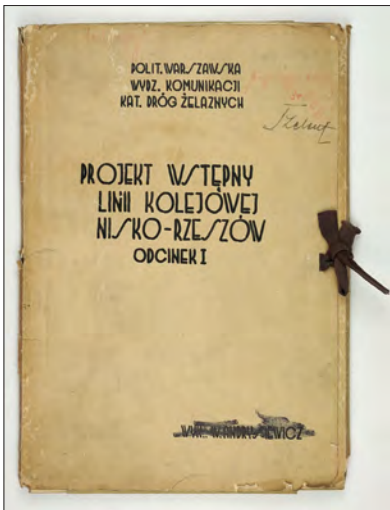 POLIT. WARSZAWSKA
WYDZ. KOMUNIKACJI
KAT. DRÓG ŻELAZNYCH
PROJEKT WSTĘPNY
LINII KOLEJOWEJ
NISKO-RZESZÓW
ODCINEK I